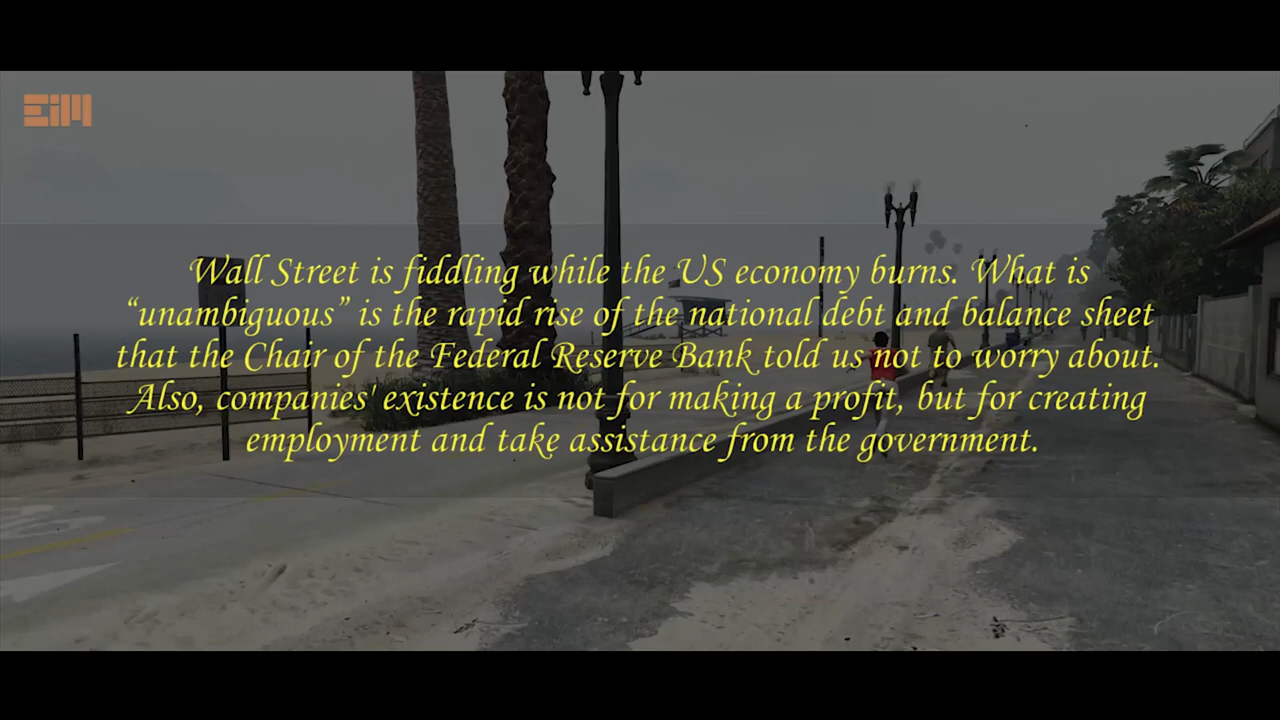 EiM
Wall Street is fiddling while the US economy burns. What is
“unambiguous” is the rapid rise of the national debt and balance sheet
that the Chair of the Federal Reserve Bank told us not to worry about.
Also, companies' existence is not for making a profit, but for creating
employment and take assistance from the government.